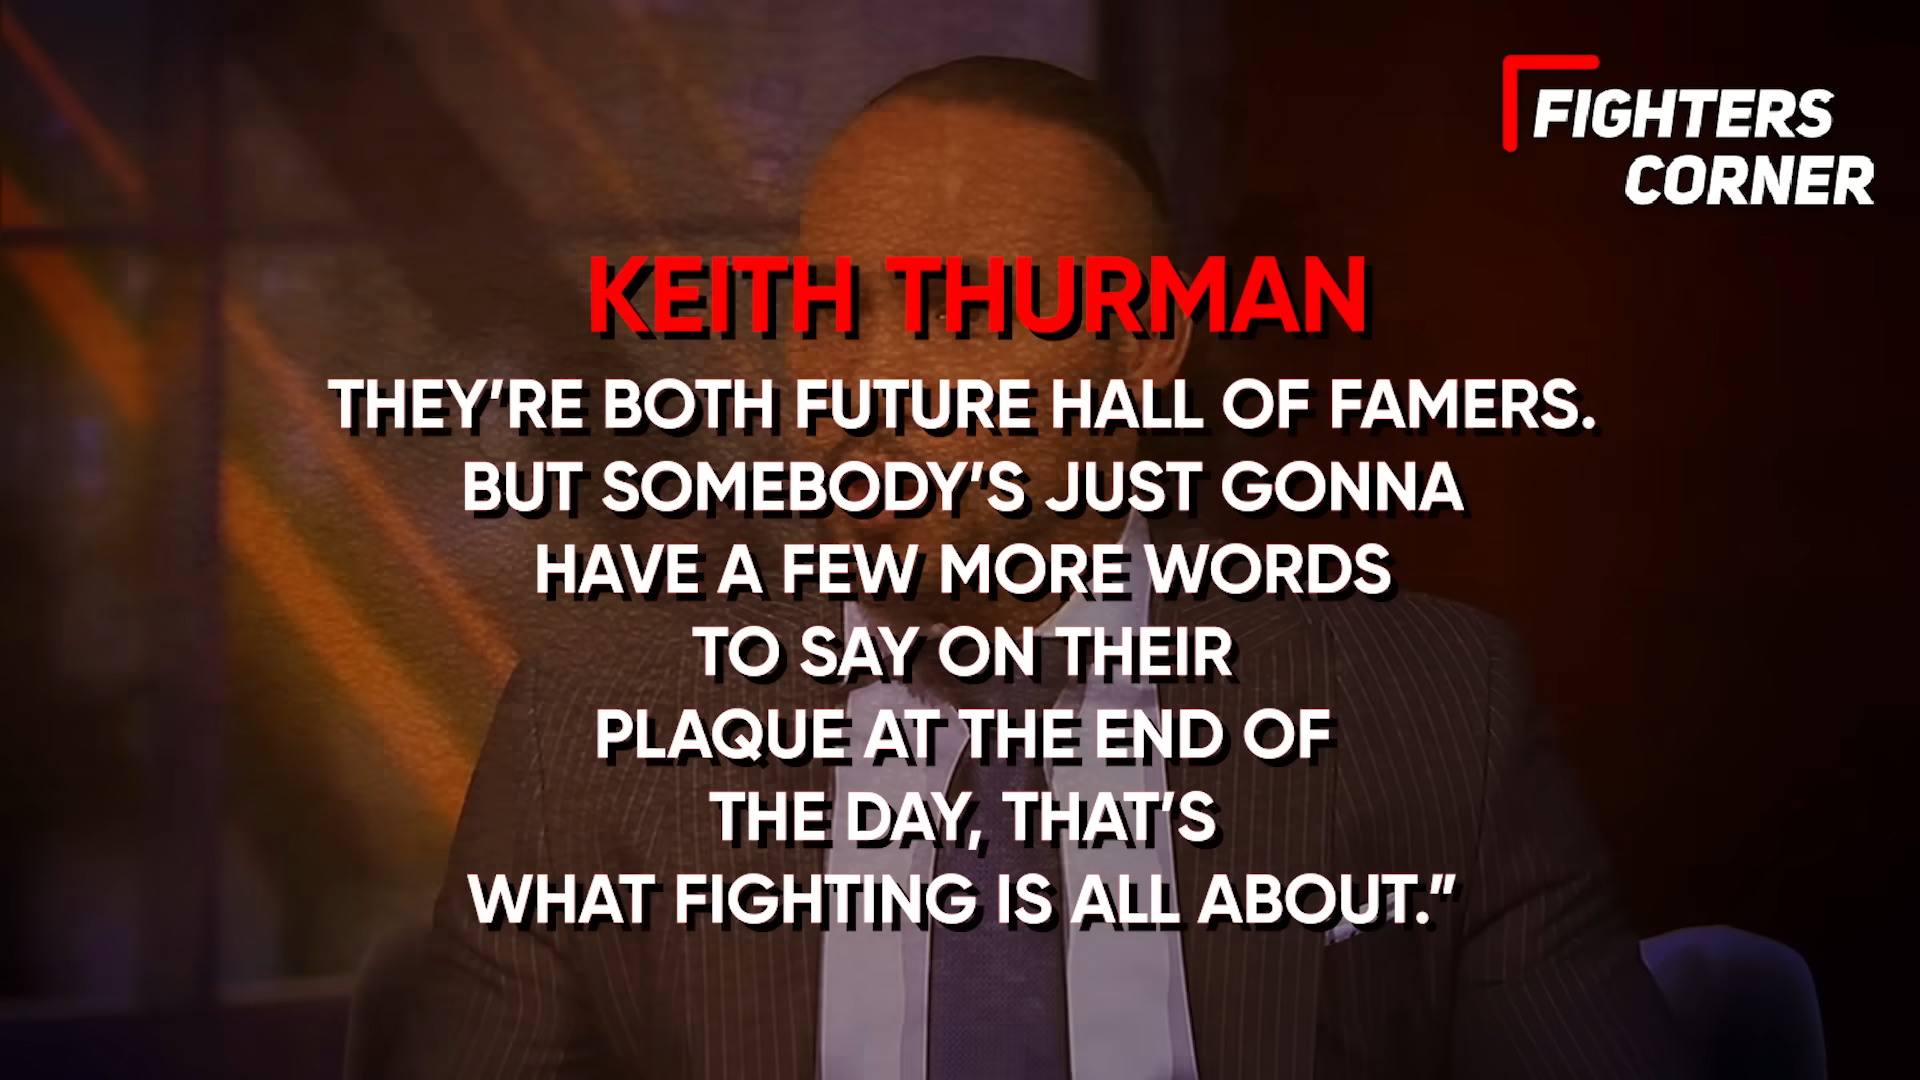 FIGHTERS
CORNER
KEITH THURMAN
THEY'RE BOTH FUTURE HALL OF FAMERS.
BUT SOMEBODY'S JUST GONNA
HAVE A FEW MORE WORDS
TO SAY ON THEIR
PLAQUE AT THE END OF
THE DAY, THAT'S
WHAT FIGHTING IS ALL ABOUT."